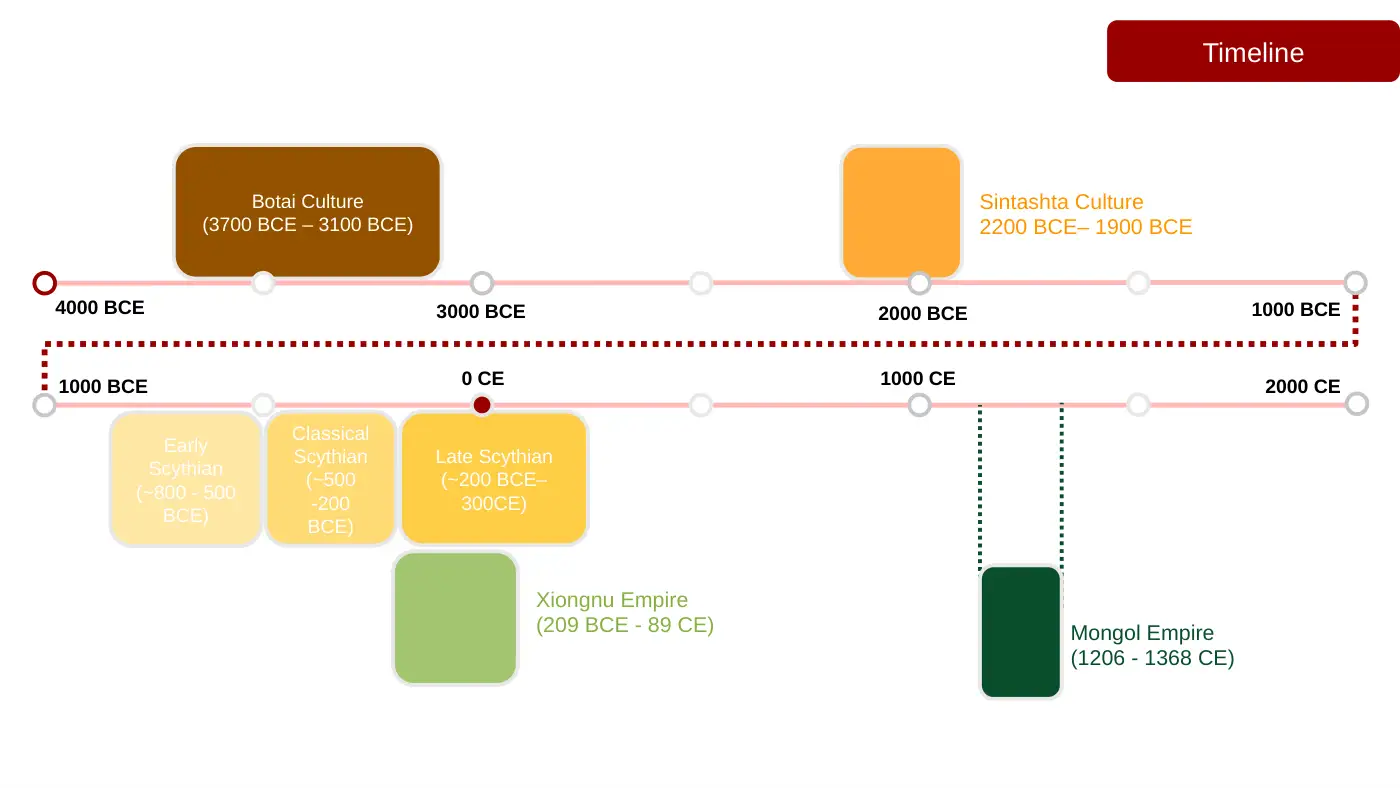 Timeline
Botai Culture
(3700 BCE – 3100 BCE)
Sintashta Culture
2200 BCE– 1900 BCE
4000 BCE
3000 BCE
2000 BCE
1000 BCE
1000 BCE
0 CE
1000 CE
2000 CE
Early
Scythian
(~800 - 500
BCE)
Classical
Scythian
(~500
-200
BCE)
Late Scythian
(~200 BCE–
300CE)
Xiongnu Empire
(209 BCE - 89 CE)
Mongol Empire
(1206 - 1368 CE)